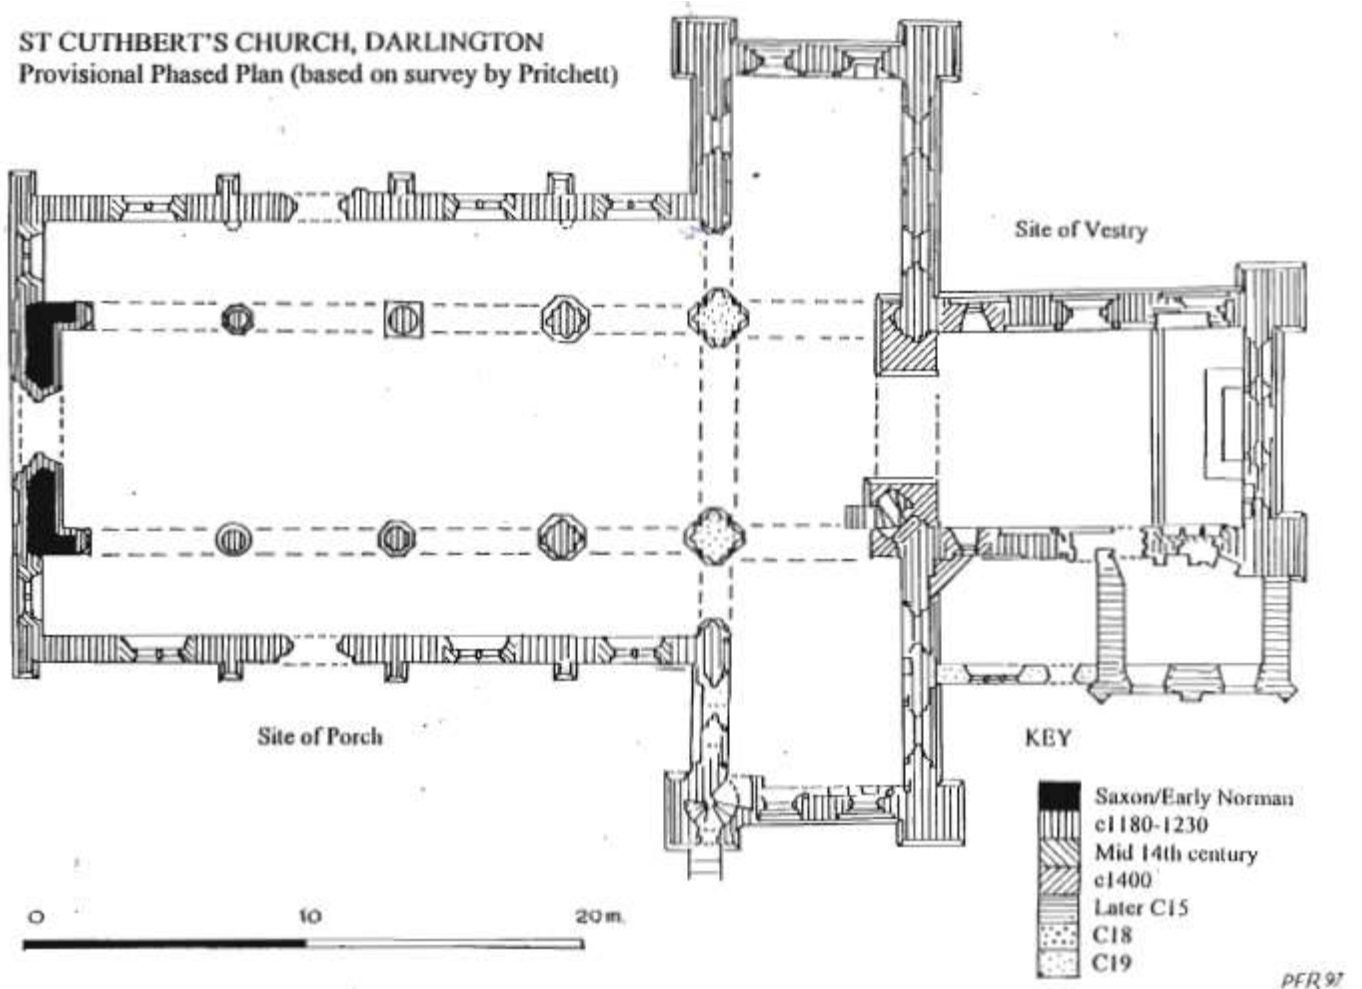 ST CUTHBERT'S CHURCH, DARLINGTON
Provisional Phased Plan (based on survey by Pritchett)
Site of Vestry
Site of Porch
KEY
Saxon/Early Norman
c1180-1230
Mid 14th century
c1400
Later C15
C18
C19
0 10 20 m.
PFR 97